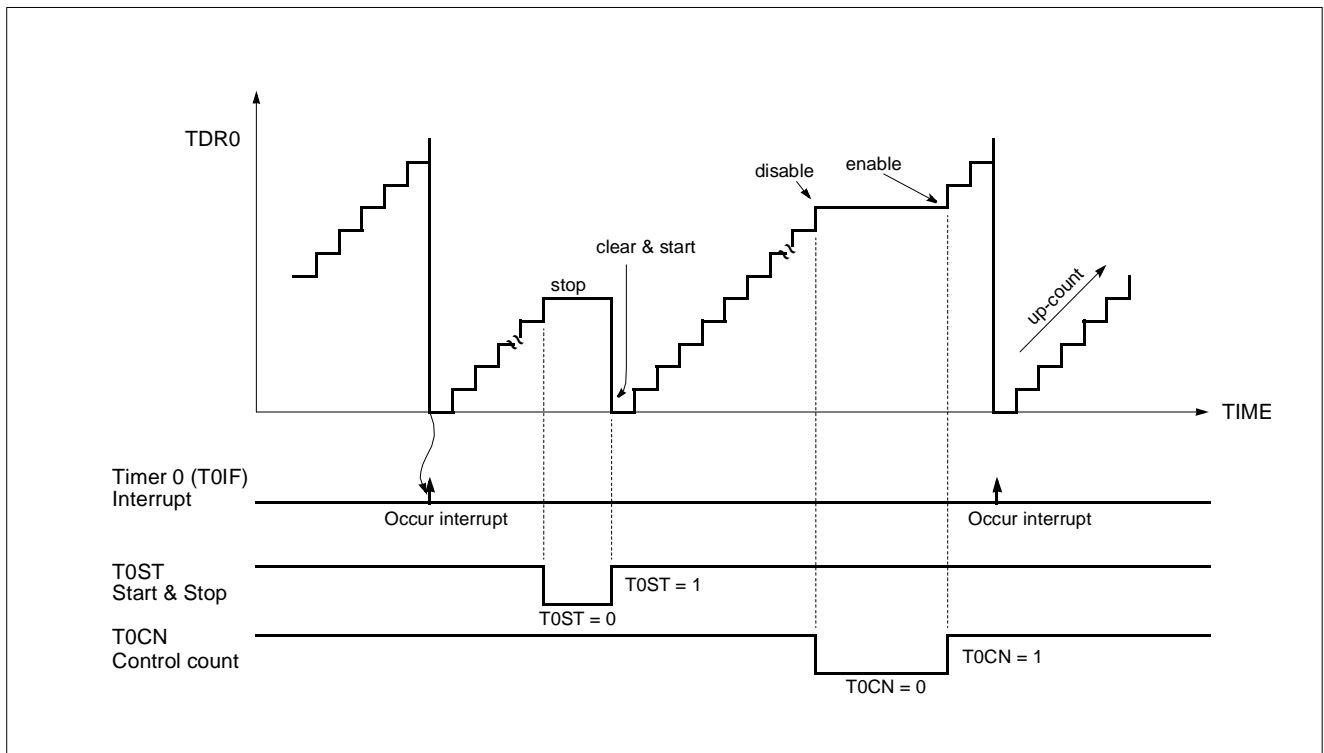 TDR0
disable
enable
clear & start
stop
up-count
TIME
Timer 0 (T0IF)
Interrupt
Occur interrupt
Occur interrupt
T0ST
Start & Stop
T0ST = 1
T0ST = 0
T0CN
Control count
T0CN = 1
T0CN = 0